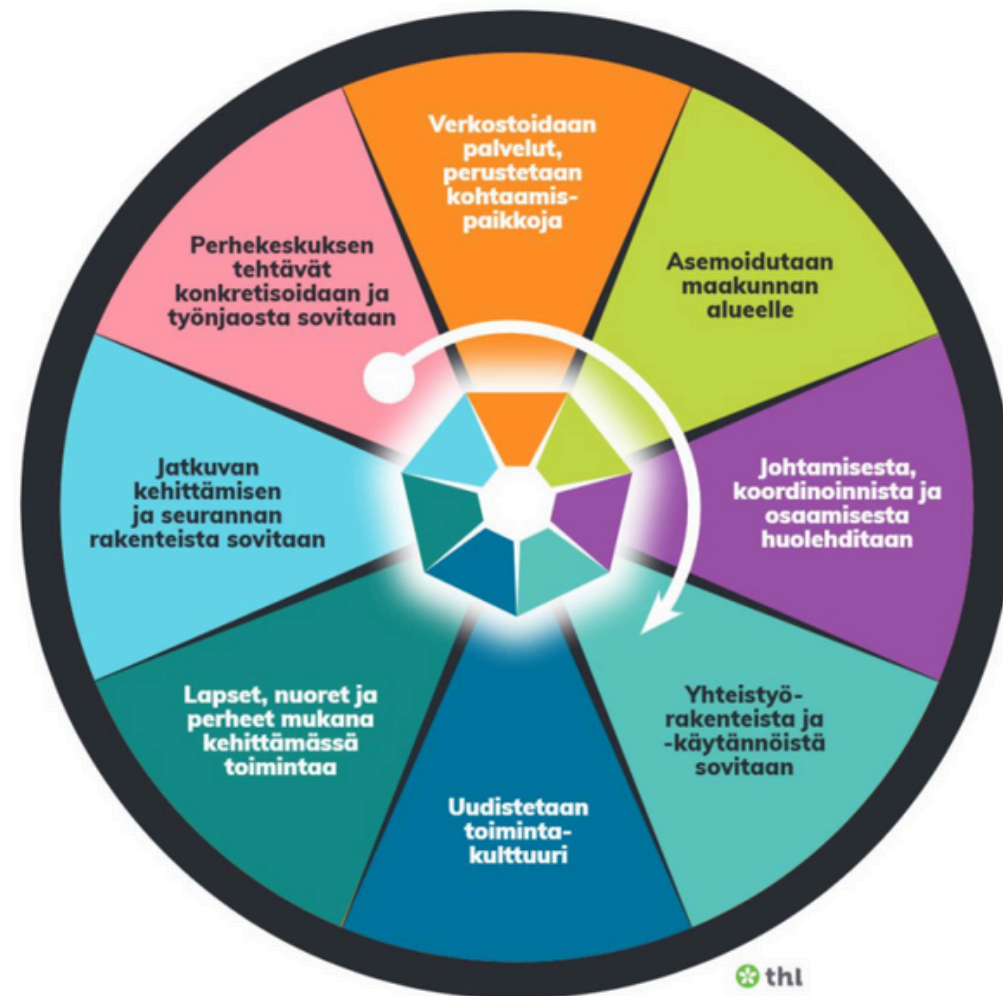 Verkostoidaan
palvelut,
perustetaan
kohtaamis-
paikkoja
Asemoidutaan
maakunnan
alueelle
Johtamisesta,
koordinoinnista ja
osaamisesta
huolehditaan
Yhteistyö-
rakenteista ja
-käytännöistä
sovitaan
Uudistetaan
toiminta-
kulttuuri
Lapset, nuoret ja
perheet mukana
kehittämässä
toimintaa
Jatkuvan
kehittämisen
ja seurannan
rakenteista sovitaan
Perhekeskuksen
tehtävät
konkretisoidaan ja
työnjaosta sovitaan
thl